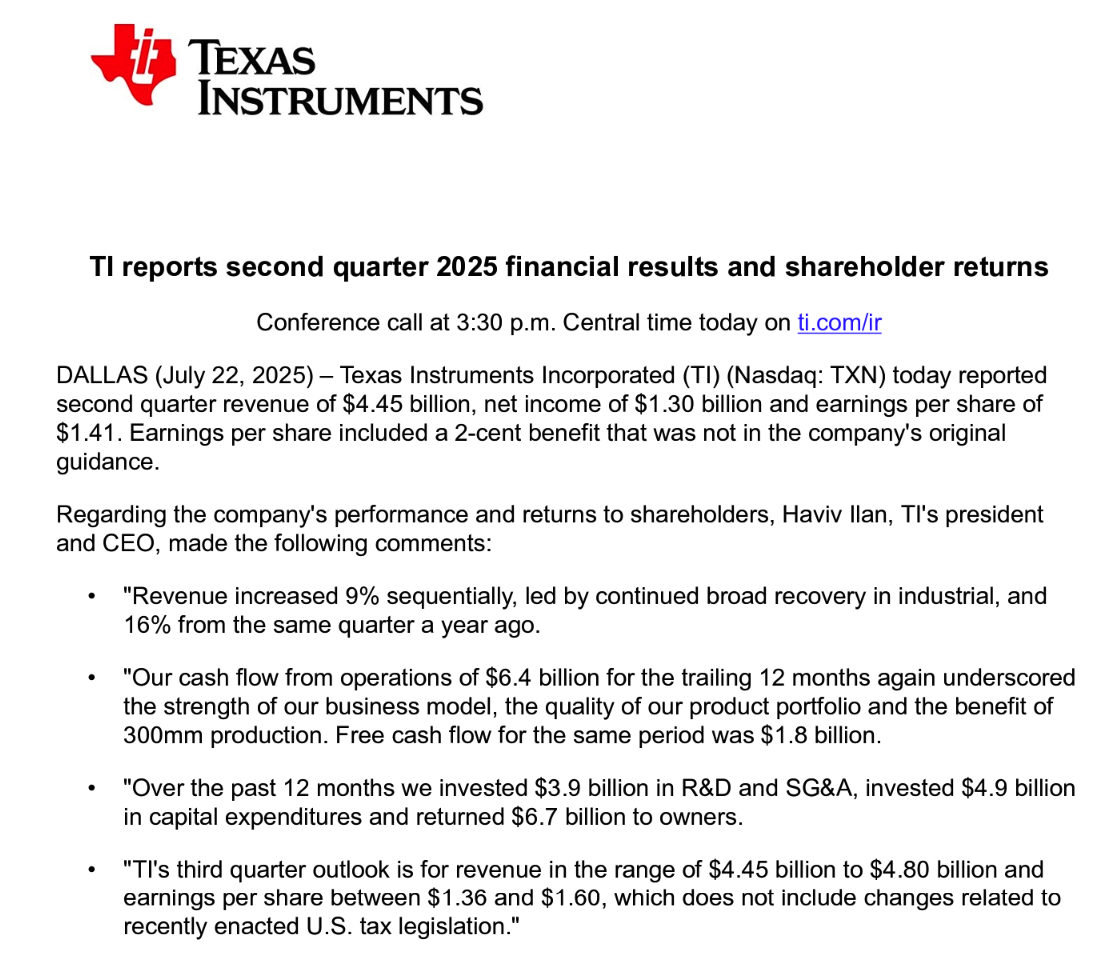 ti
TEXAS
INSTRUMENTS
TI reports second quarter 2025 financial results and shareholder returns
Conference call at 3:30 p.m. Central time today on ti.com/ir
DALLAS (July 22, 2025) – Texas Instruments Incorporated (TI) (Nasdaq: TXN) today reported
second quarter revenue of $4.45 billion, net income of $1.30 billion and earnings per share of
$1.41. Earnings per share included a 2-cent benefit that was not in the company's original
guidance.
Regarding the company's performance and returns to shareholders, Haviv Ilan, TI's president
and CEO, made the following comments:
• "Revenue increased 9% sequentially, led by continued broad recovery in industrial, and
16% from the same quarter a year ago.
• "Our cash flow from operations of $6.4 billion for the trailing 12 months again underscored
the strength of our business model, the quality of our product portfolio and the benefit of
300mm production. Free cash flow for the same period was $1.8 billion.
• "Over the past 12 months we invested $3.9 billion in R&D and SG&A, invested $4.9 billion
in capital expenditures and returned $6.7 billion to owners.
• "TI's third quarter outlook is for revenue in the range of $4.45 billion to $4.80 billion and
earnings per share between $1.36 and $1.60, which does not include changes related to
recently enacted U.S. tax legislation."